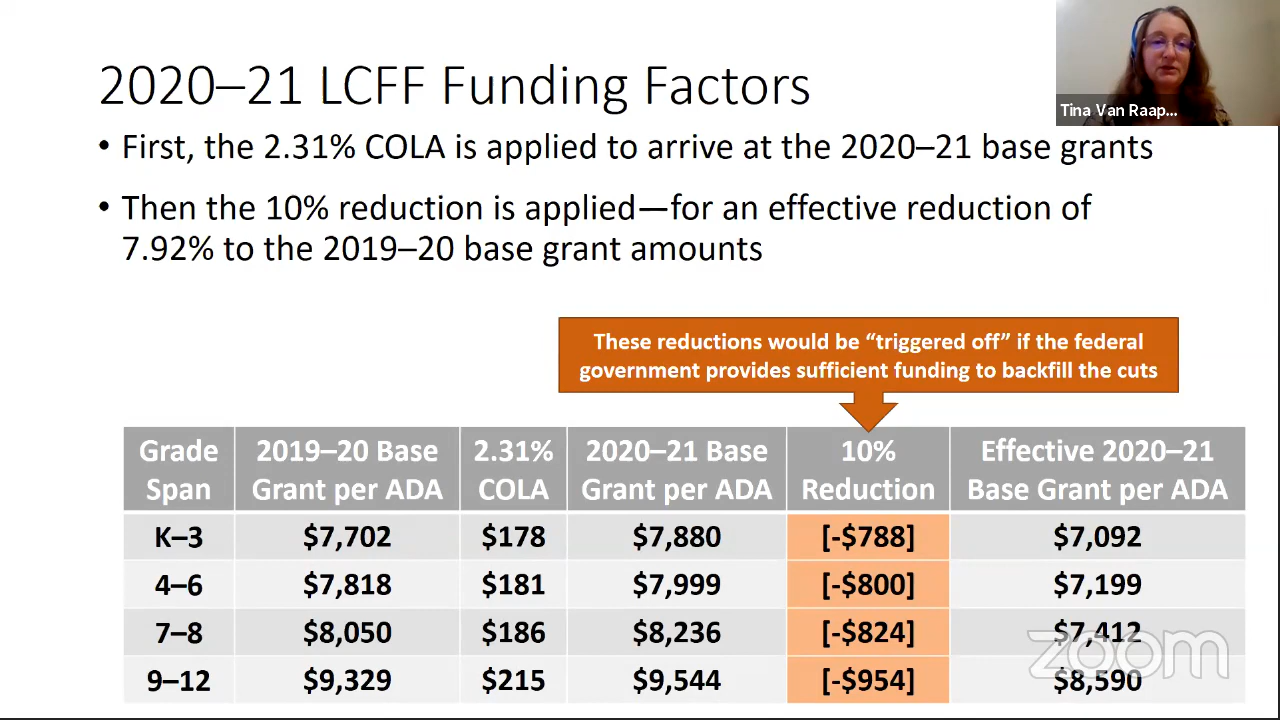 2020–21 LCFF Funding Factors
Tina Van Raap...
• First, the 2.31% COLA is applied to arrive at the 2020–21 base grants
• Then the 10% reduction is applied—for an effective reduction of
7.92% to the 2019–20 base grant amounts
These reductions would be “triggered off” if the federal
government provides sufficient funding to backfill the cuts
Grade Span 2019–20 Base Grant per ADA 2.31% COLA 2020–21 Base Grant per ADA 10% Reduction Effective 2020–21 Base Grant per ADA
K–3 $7,702 $178 $7,880 [-$788] $7,092
4–6 $7,818 $181 $7,999 [-$800] $7,199
7–8 $8,050 $186 $8,236 [-$824] $7,412
9–12 $9,329 $215 $9,544 [-$954] $8,590
zoom